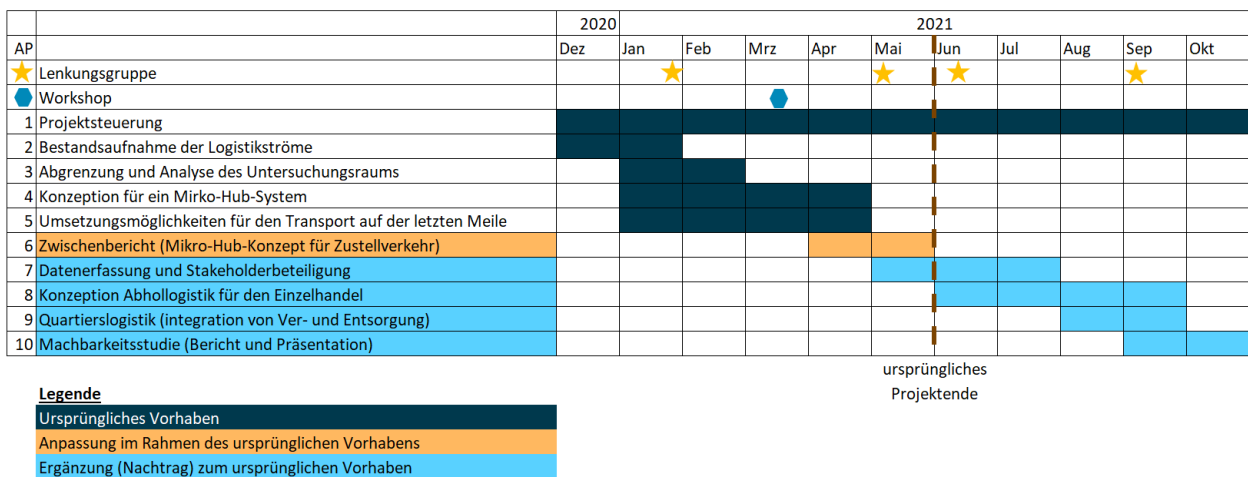 2020 2021
AP Dez Jan Feb Mrz Apr Mai Jun Jul Aug Sep Okt
Lenkungsgruppe
Workshop
1 Projektsteuerung
2 Bestandsaufnahme der Logistikströme
3 Abgrenzung und Analyse des Untersuchungsraums
4 Konzeption für ein Mirko-Hub-System
5 Umsetzungsmöglichkeiten für den Transport auf der letzten Meile
6 Zwischenbericht (Mikro-Hub-Konzept für Zustellverkehr)
7 Datenerfassung und Stakeholderbeteiligung
8 Konzeption Abhollogistik für den Einzelhandel
9 Quartierslogistik (integration von Ver- und Entsorgung)
10 Machbarkeitsstudie (Bericht und Präsentation)
ursprüngliches
Projektende
Legende
Ursprüngliches Vorhaben
Anpassung im Rahmen des ursprünglichen Vorhabens
Ergänzung (Nachtrag) zum ursprünglichen Vorhaben